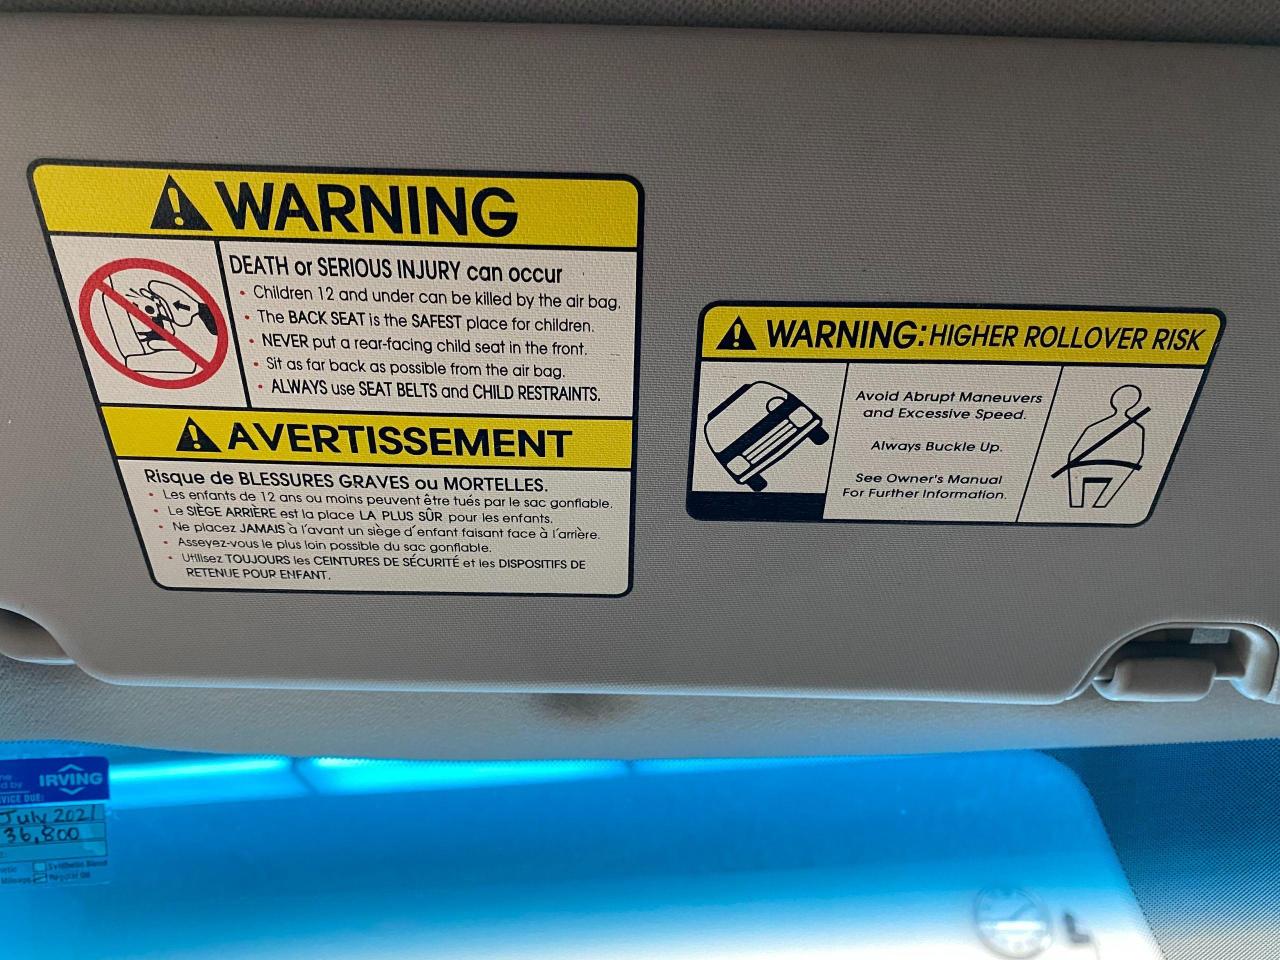 WARNING
DEATH or SERIOUS INJURY can occur
• Children 12 and under can be killed by the air bag.
• The BACK SEAT is the SAFEST place for children.
• NEVER put a rear-facing child seat in the front.
• Sit as far back as possible from the air bag.
• ALWAYS use SEAT BELTS and CHILD RESTRAINTS.
AVERTISSEMENT
Risque de BLESSURES GRAVES ou MORTELLES.
• Les enfants de 12 ans ou moins peuvent être tués par le sac gonflable.
• Le SIÈGE ARRIÈRE est la place LA PLUS SÛR pour les enfants.
• Ne placez JAMAIS à l'avant un siège d'enfant faisant face à l'arrière.
• Asseyez-vous le plus loin possible du sac gonflable.
• Utilisez TOUJOURS les CEINTURES DE SÉCURITÉ et les DISPOSITIFS DE
RETENUE POUR ENFANT.
WARNING: HIGHER ROLLOVER RISK
Avoid Abrupt Maneuvers
and Excessive Speed.
Always Buckle Up.
See Owner's Manual
For Further Information.
IRVING
DUE:
July 2021
36,800
Synthetic Blend
Mileage Regular Oil